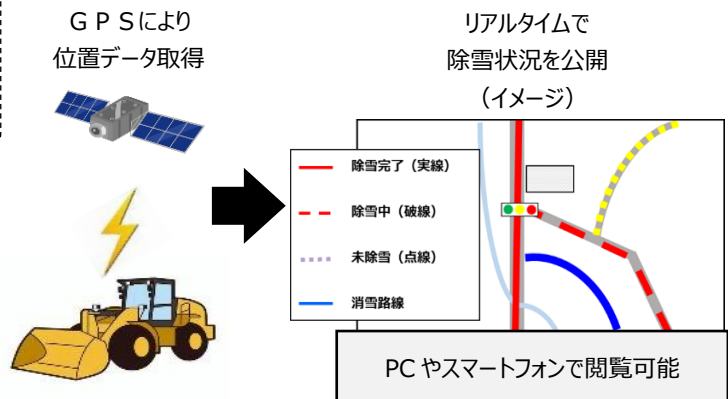 ＧＰＳにより
位置データ取得
リアルタイムで
除雪状況を公開
（イメージ）
除雪完了（実線）
除雪中（破線）
未除雪（点線）
消雪路線
PCやスマートフォンで閲覧可能